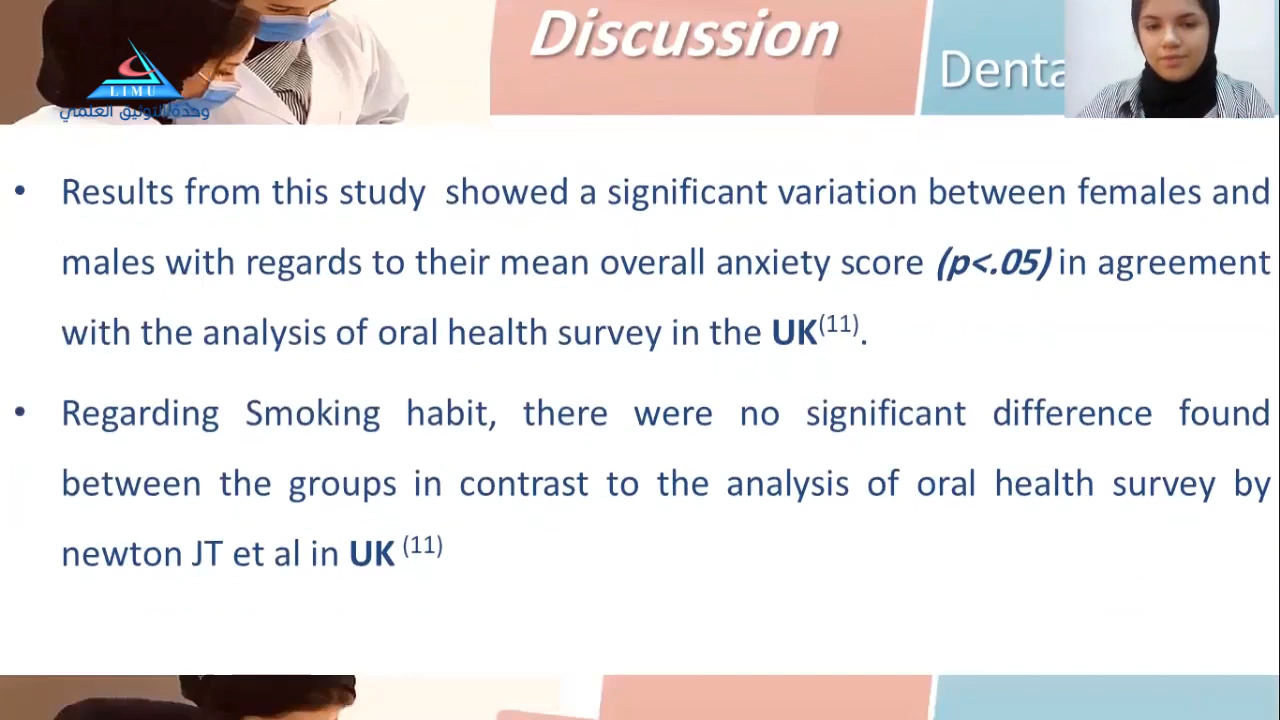 Discussion
Denta
LIMU
وحدة التوثيق العلمي
• Results from this study showed a significant variation between females and
males with regards to their mean overall anxiety score (p<.05) in agreement
with the analysis of oral health survey in the UK(11).
• Regarding Smoking habit, there were no significant difference found
between the groups in contrast to the analysis of oral health survey by
newton JT et al in UK (11)